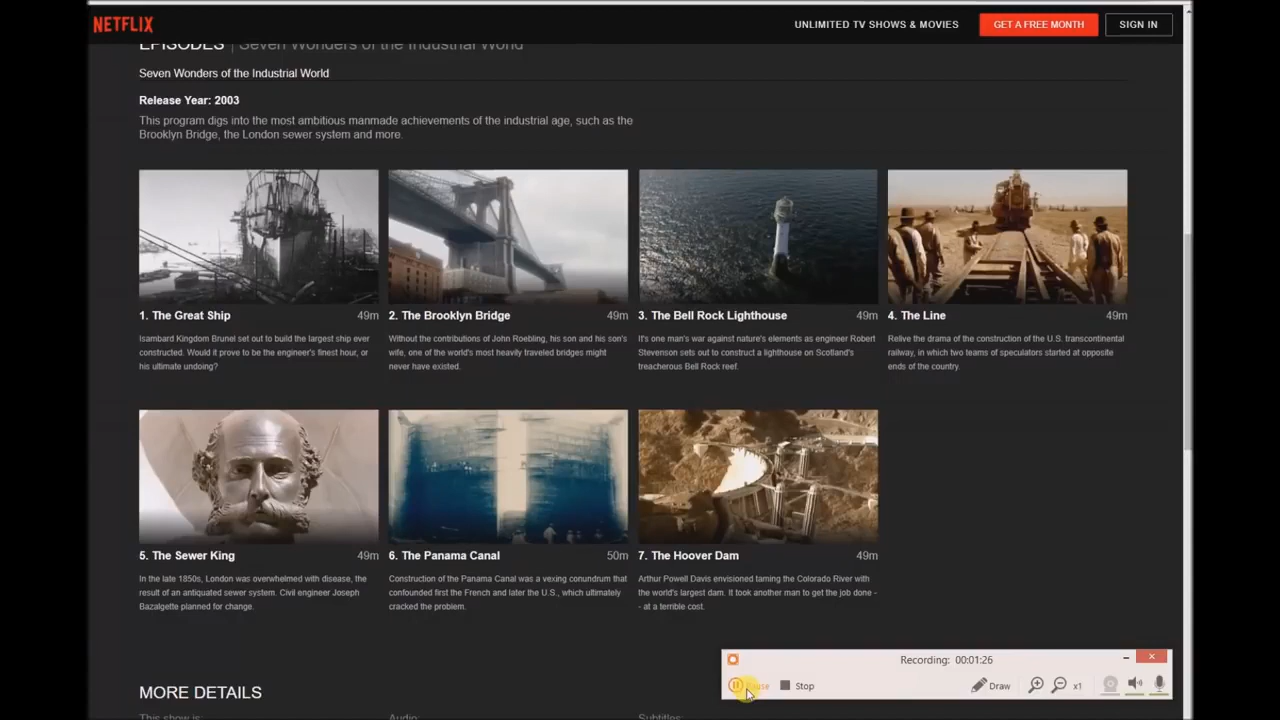 NETFLIX
UNLIMITED TV SHOWS & MOVIES
GET A FREE MONTH
SIGN IN
EPISODES | Seven Wonders of the Industrial World
Seven Wonders of the Industrial World
Release Year: 2003
This program digs into the most ambitious manmade achievements of the industrial age, such as the
Brooklyn Bridge, the London sewer system and more.
1. The Great Ship 49m
Isambard Kingdom Brunel set out to build the largest ship ever
constructed. Would it prove to be the engineer's finest hour, or
his ultimate undoing?
2. The Brooklyn Bridge 49m
Without the contributions of John Roebling, his son and his son's
wife, one of the world's most heavily traveled bridges might
never have existed.
3. The Bell Rock Lighthouse 49m
It's one man's war against nature's elements as engineer Robert
Stevenson sets out to construct a lighthouse on Scotland's
treacherous Bell Rock reef.
4. The Line 49m
Relive the drama of the construction of the U.S. transcontinental
railway, in which two teams of speculators started at opposite
ends of the country.
5. The Sewer King 49m
In the late 1850s, London was overwhelmed with disease, the
result of an antiquated sewer system. Civil engineer Joseph
Bazalgette planned for change.
6. The Panama Canal 50m
Construction of the Panama Canal was a vexing conundrum that
confounded first the French and later the U.S., which ultimately
cracked the problem.
7. The Hoover Dam 49m
Arthur Powell Davis envisioned taming the Colorado River with
the world's largest dam. It took another man to get the job done -
- at a terrible cost.
MORE DETAILS
This show is
Audio
Subtitles
Recording: 00:01:26
Pause
Stop
Draw
x1